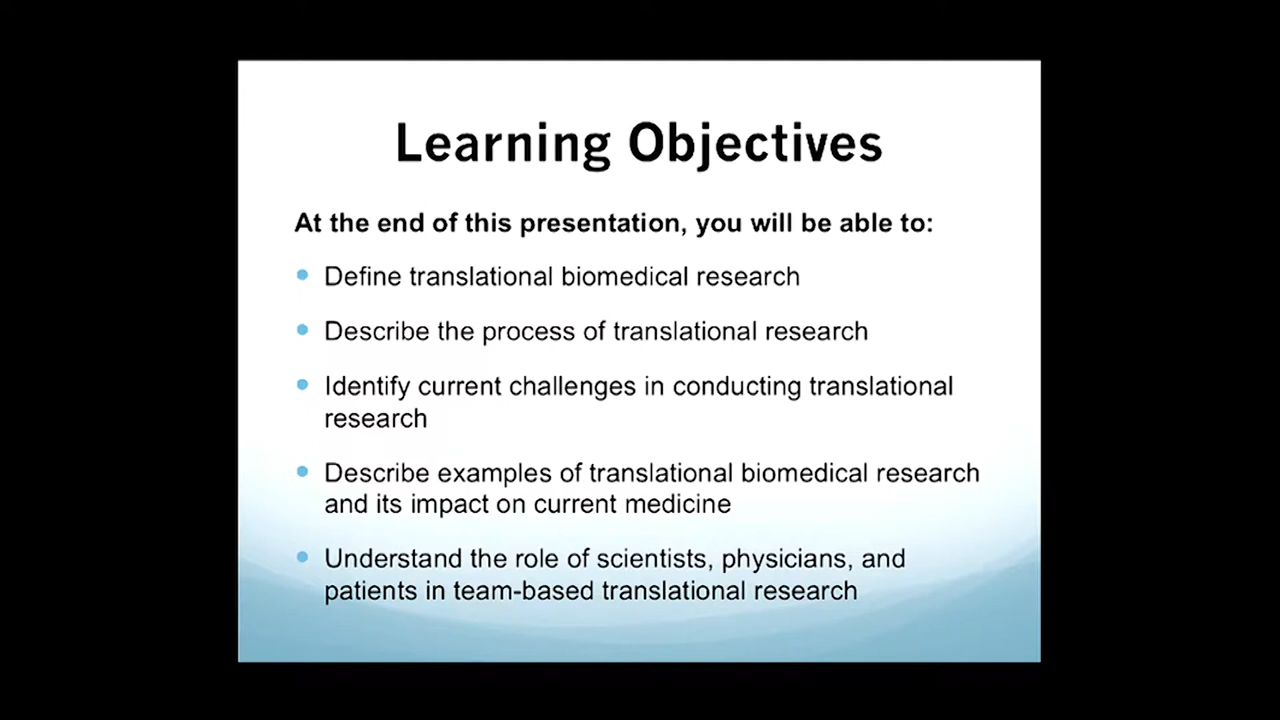 Learning Objectives
At the end of this presentation, you will be able to:
• Define translational biomedical research
• Describe the process of translational research
• Identify current challenges in conducting translational
research
• Describe examples of translational biomedical research
and its impact on current medicine
• Understand the role of scientists, physicians, and
patients in team-based translational research